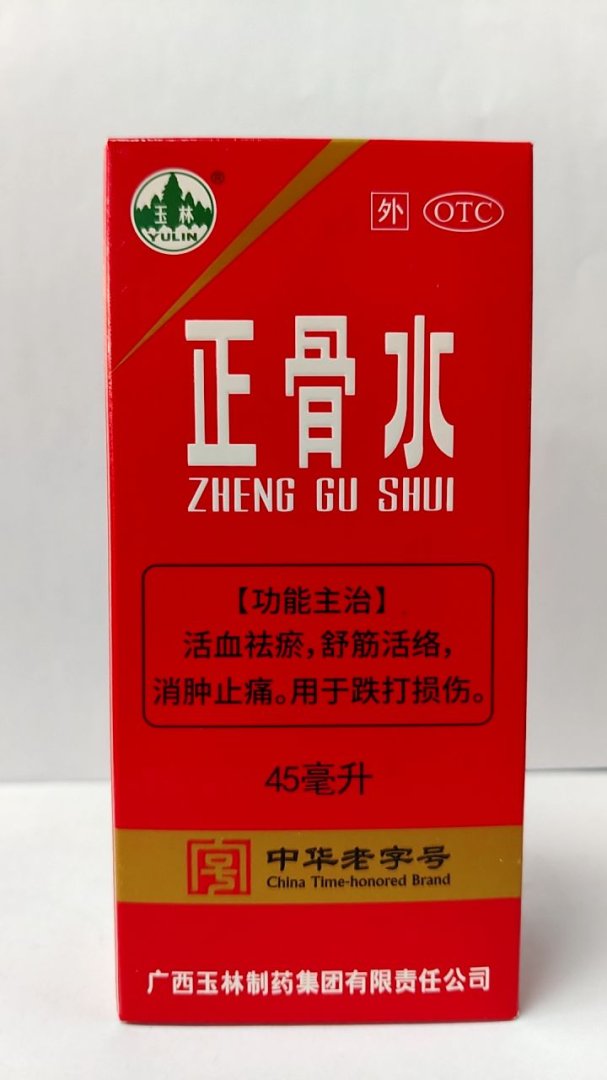 玉林
YULIN
®
外
OTC
正骨水
ZHENG GU SHUI
【功能主治】
活血祛瘀，舒筋活络，
消肿止痛。用于跌打损伤。
45毫升
中华老字号
China Time-honored Brand
广西玉林制药集团有限责任公司